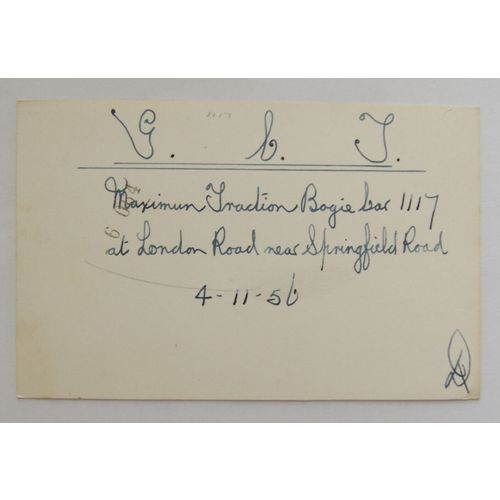 G. C. T.
Maximum Traction Bogie Car 1117
at London Road near Springfield Road
4-11-56